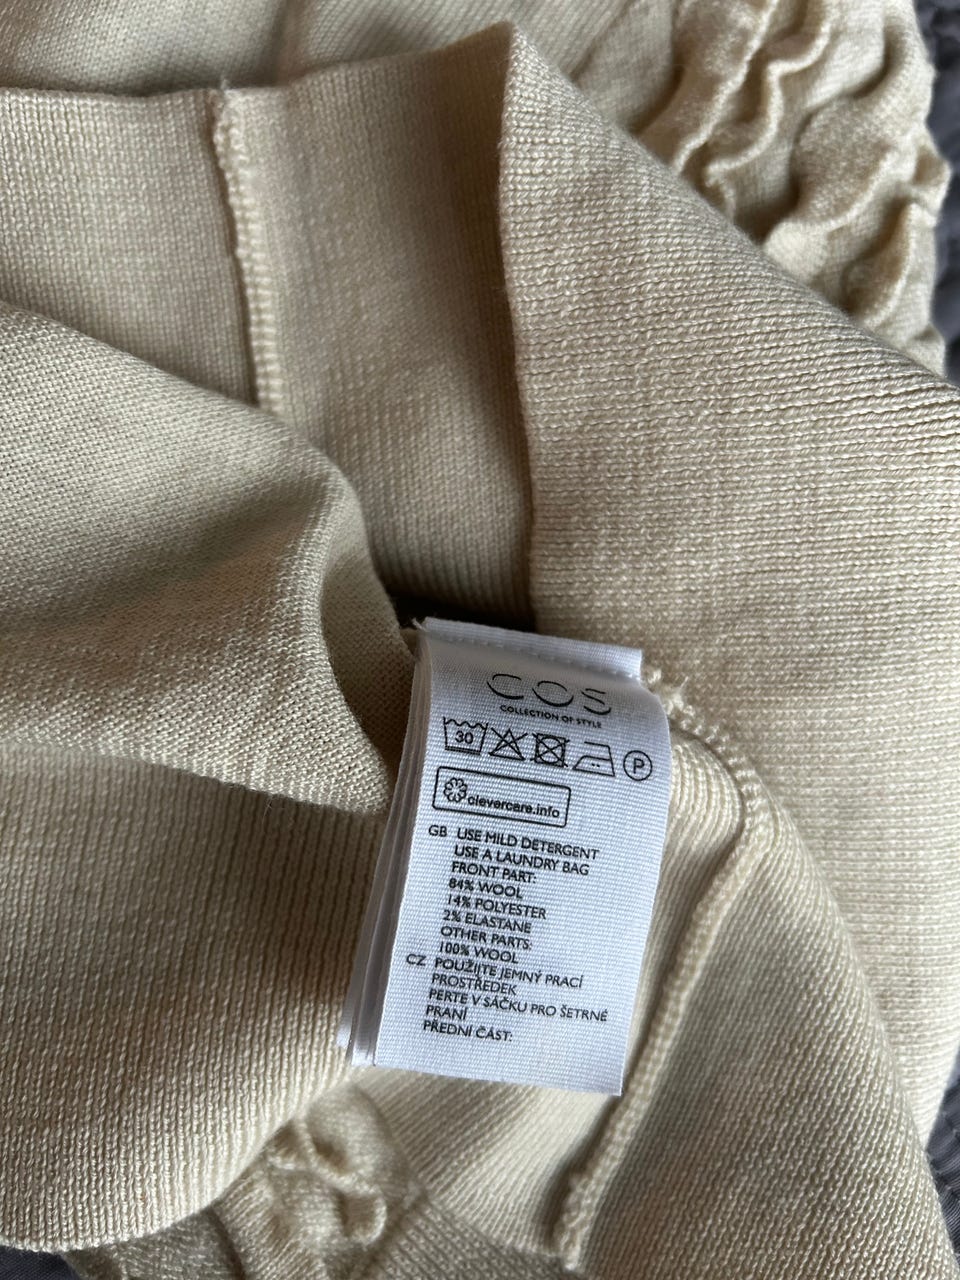 COS
COLLECTION OF STYLE
30 P
clevercare.info
GB USE MILD DETERGENT
USE A LAUNDRY BAG
FRONT PART:
84% WOOL
14% POLYESTER
2% ELASTANE
OTHER PARTS:
100% WOOL
CZ POUŽIJTE JEMNÝ PRACÍ
PROSTŘEDEK
PERTE V SÁČKU PRO ŠETRNÉ
PRANÍ
PŘEDNÍ ČÁST: